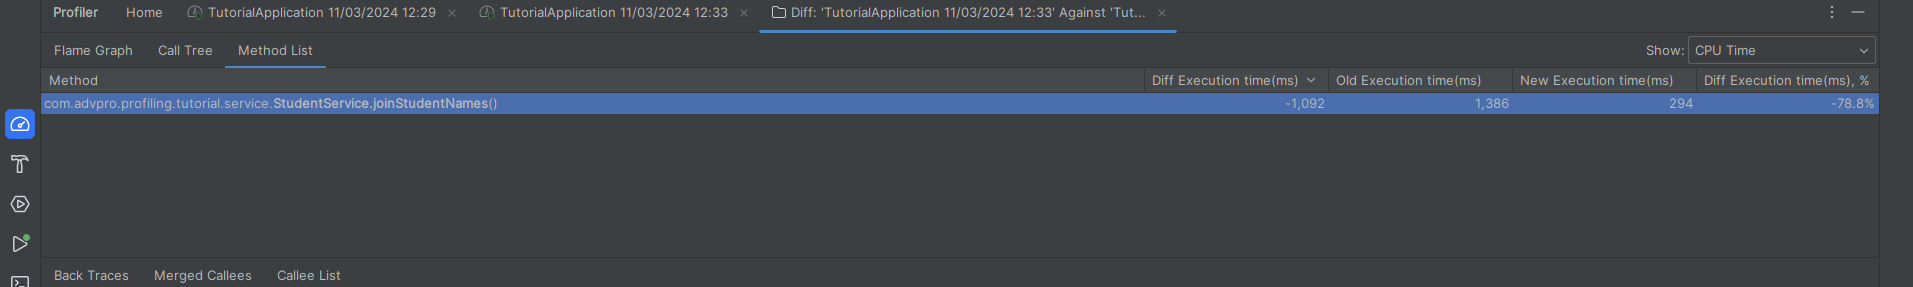 Profiler Home TutorialApplication 11/03/2024 12:29 TutorialApplication 11/03/2024 12:33 Diff: 'TutorialApplication 11/03/2024 12:33' Against 'Tut...
Flame Graph Call Tree Method List Show: CPU Time
Method Diff Execution time(ms) Old Execution time(ms) New Execution time(ms) Diff Execution time(ms), %
com.advpro.profiling.tutorial.service.StudentService.joinStudentNames() -1,092 1,386 294 -78.8%
Back Traces Merged Callees Callee List